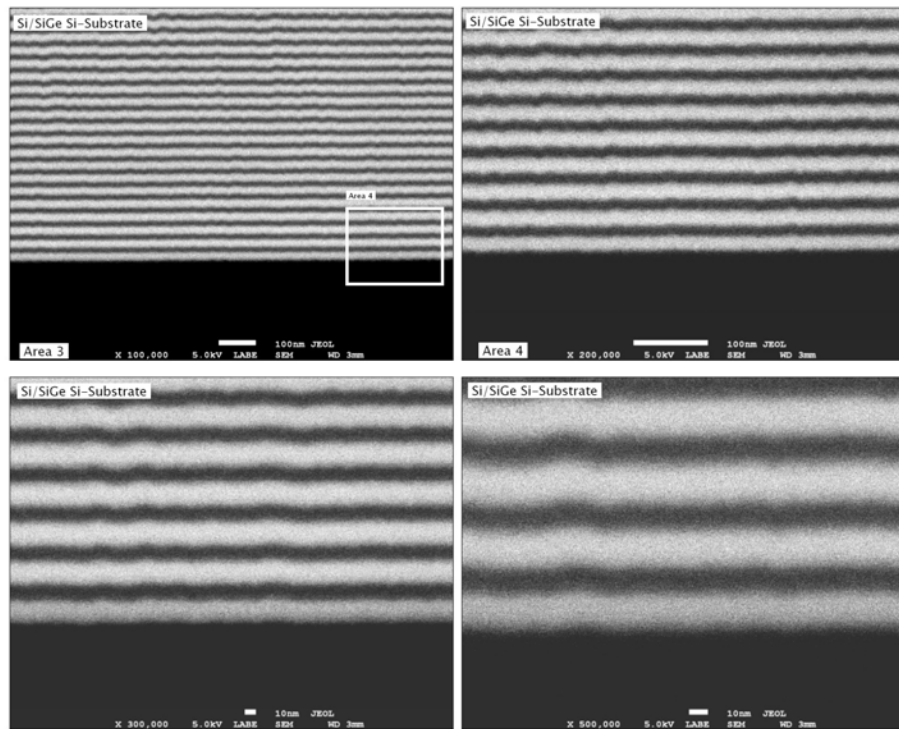 Si/SiGe Si-Substrate
Area 4
100nm JEOL
Area 3
X 100,000 5.0kV LABE SEM WD 3mm
Si/SiGe Si-Substrate
100nm JEOL
Area 4
X 200,000 5.0kV LABE SEM WD 3mm
Si/SiGe Si-Substrate
10nm JEOL
X 300,000 5.0kV LABE SEM WD 3mm
Si/SiGe Si-Substrate
10nm JEOL
X 500,000 5.0kV LABE SEM WD 3mm